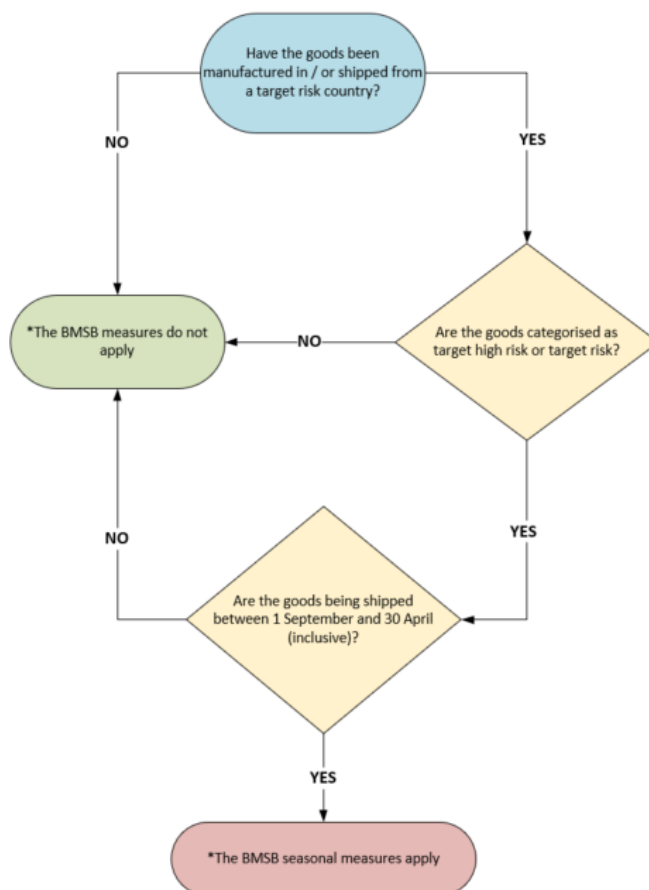 Have the goods been
manufactured in / or shipped from
a target risk country?
NO
YES
*The BMSB measures do not
apply
NO
Are the goods categorised as
target high risk or target risk?
YES
NO
Are the goods being shipped
between 1 September and 30 April
(inclusive)?
YES
*The BMSB seasonal measures apply